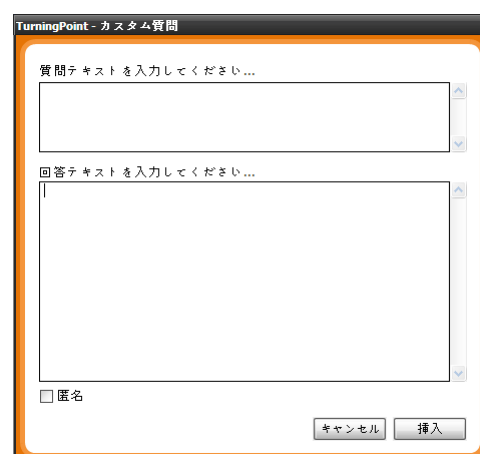 TurningPoint - カスタム質問
質問テキストを入力してください...
回答テキストを入力してください...
匿名
キャンセル
挿入